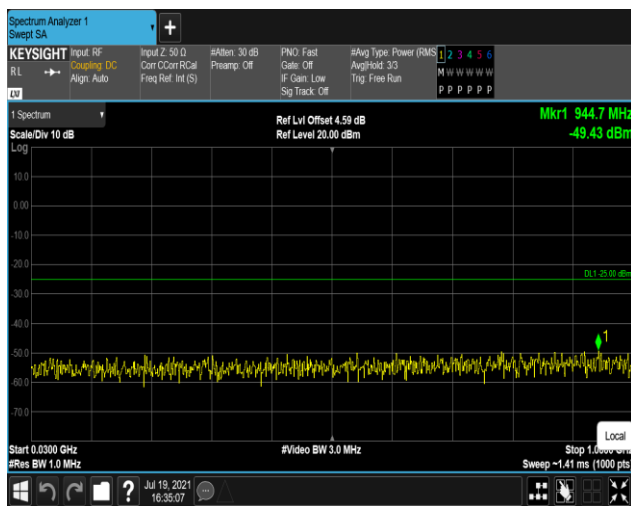 Spectrum Analyzer 1
Swept SA
+
KEYSIGHT Input: RF Input Z: 50 Ω #Atten: 30 dB PNO: Fast #Avg Type: Power (RMS 1 2 3 4 5 6
RL Coupling: DC Corr CCorr RCal Preamp: Off Gate: Off Avg|Hold: 3/3 M W W W W W
Align: Auto Freq Ref: Int (S) IF Gain: Low Trig: Free Run
LXI Sig Track: Off P P P P P P
1 Spectrum Ref Lvl Offset 4.59 dB Mkr1 944.7 MHz
Scale/Div 10 dB Ref Level 20.00 dBm -49.43 dBm
Log
10.0
0.00
-10.0
DL1 -25.00 dBm
-20.0
-30.0
-40.0
1
-50.0
-60.0
-70.0
Local
Start 0.0300 GHz #Video BW 3.0 MHz Stop
#Res BW 1.0 MHz Sweep ~1.41 ms (1000 pts)
? Jul 19, 2021
16:35:07